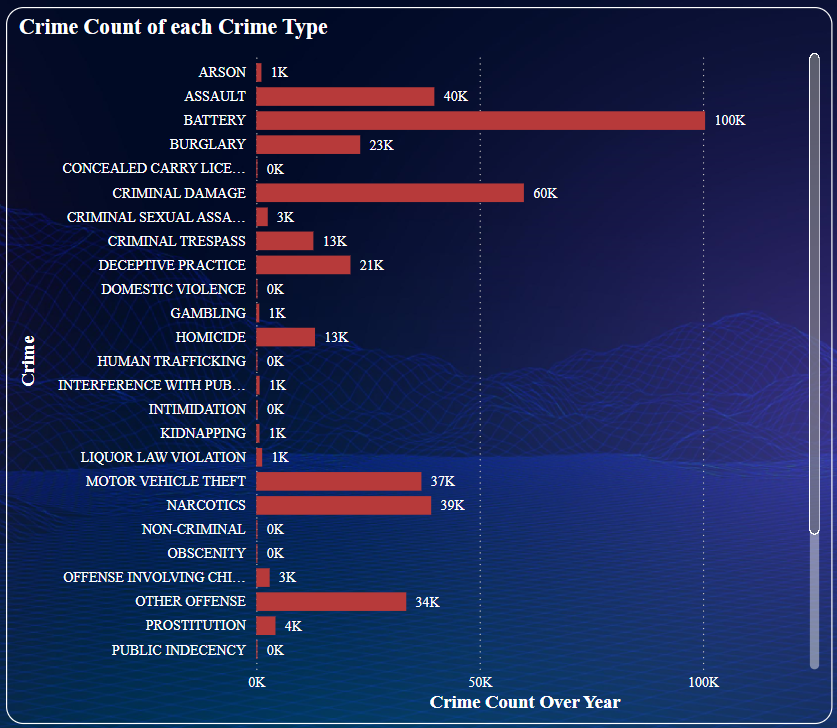 Crime Count of each Crime Type
ARSON 1K
ASSAULT 40K
BATTERY 100K
BURGLARY 23K
CONCEALED CARRY LICE... 0K
CRIMINAL DAMAGE 60K
CRIMINAL SEXUAL ASSA... 3K
CRIMINAL TRESPASS 13K
DECEPTIVE PRACTICE 21K
DOMESTIC VIOLENCE 0K
GAMBLING 1K
HOMICIDE 13K
HUMAN TRAFFICKING 0K
INTERFERENCE WITH PUB... 1K
INTIMIDATION 0K
KIDNAPPING 1K
LIQUOR LAW VIOLATION 1K
MOTOR VEHICLE THEFT 37K
NARCOTICS 39K
NON-CRIMINAL 0K
OBSCENITY 0K
OFFENSE INVOLVING CHI... 3K
OTHER OFFENSE 34K
PROSTITUTION 4K
PUBLIC INDECENCY 0K
Crime
0K 50K 100K
Crime Count Over Year